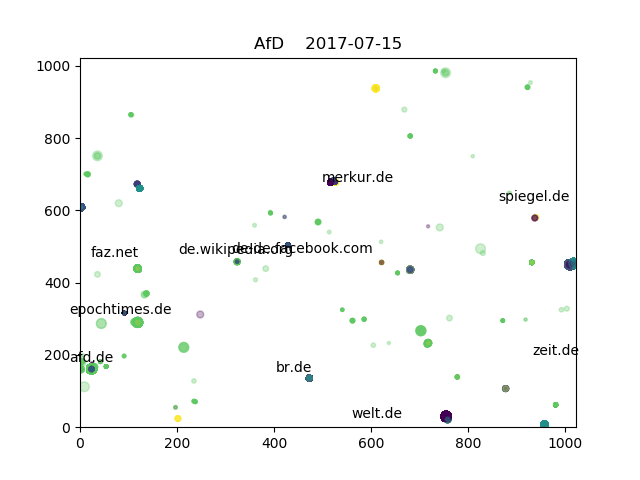 AfD 2017-07-15
1000
800
merkur.de
spiegel.de
600
faz.net
de.wikipedia.org
de-de.facebook.com
400
epochtimes.de
200
afd.de
zeit.de
br.de
welt.de
0
0 200 400 600 800 1000